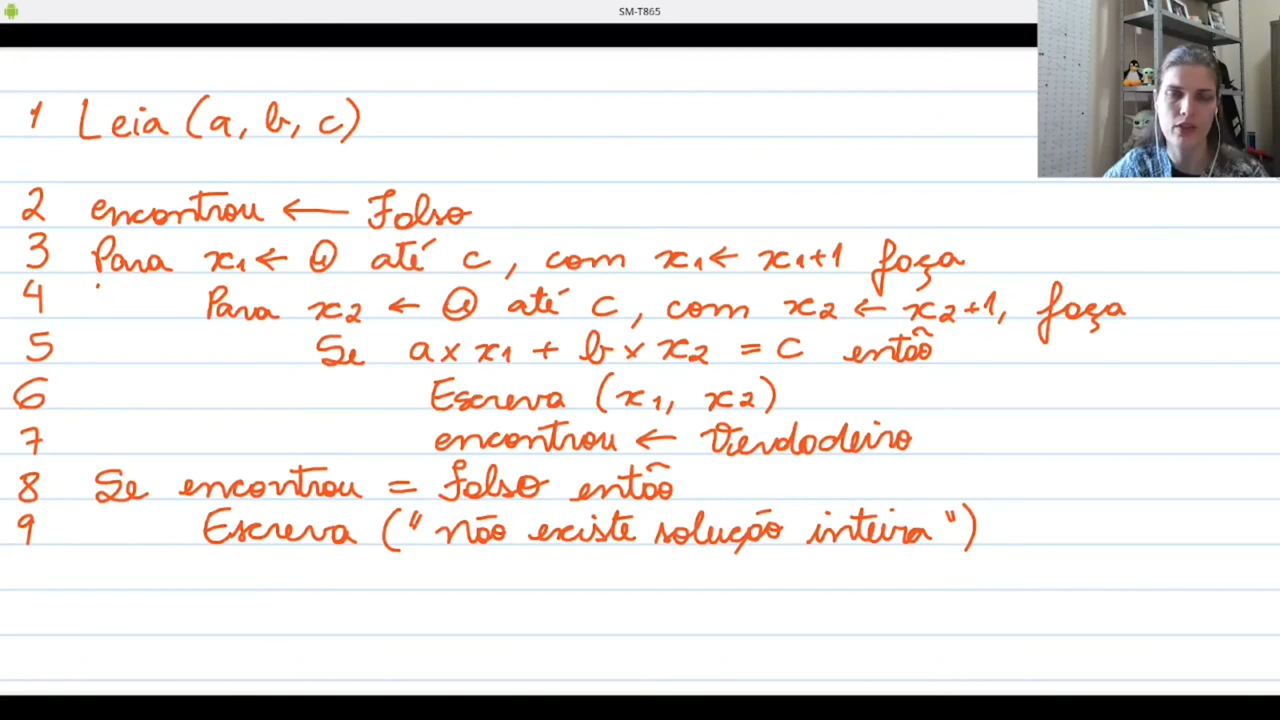 SM-T865
1 Leia (a, b, c)
2 encontrou ← Falso
3 Para x1 ← 0 até c, com x1 ← x1+1 faça
4 Para x2 ← 0 até c, com x2 ← x2+1, faça
5 Se a × x1 + b × x2 = c então
6 Escreva (x1, x2)
7 encontrou ← Verdadeiro
8 Se encontrou = falso então
9 Escreva ("não existe solução inteira")